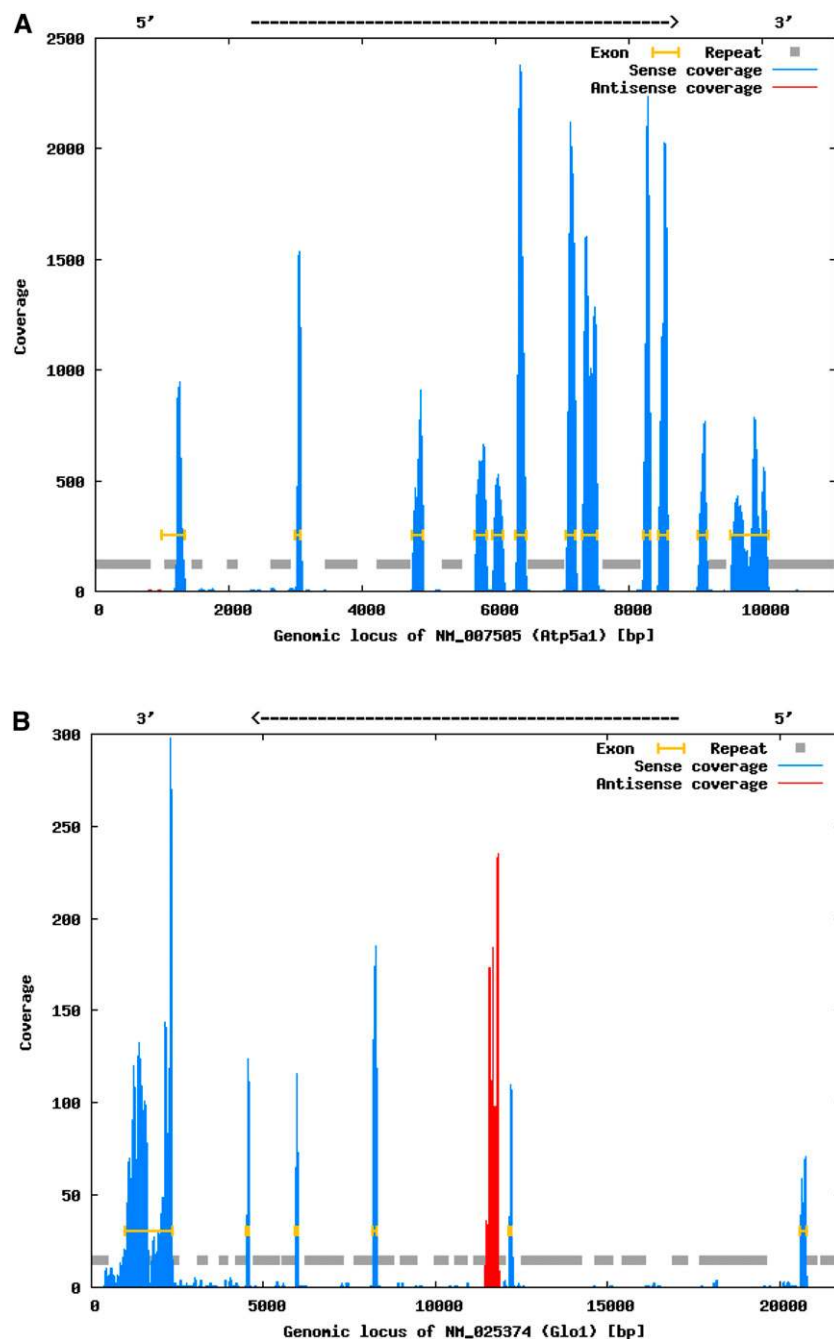 A
5' ------------------------------------> 3'
2500
Exon Repeat
Sense coverage
Antisense coverage
2000
1500
Coverage
1000
500
0
0 2000 4000 6000 8000 10000
Genomic locus of NM_007505 (Atp5a1) [bp]
B
3' <------------------------------------ 5'
300
Exon Repeat
Sense coverage
Antisense coverage
250
200
150
Coverage
100
50
0
0 5000 10000 15000 20000
Genomic locus of NM_025374 (Glo1) [bp]